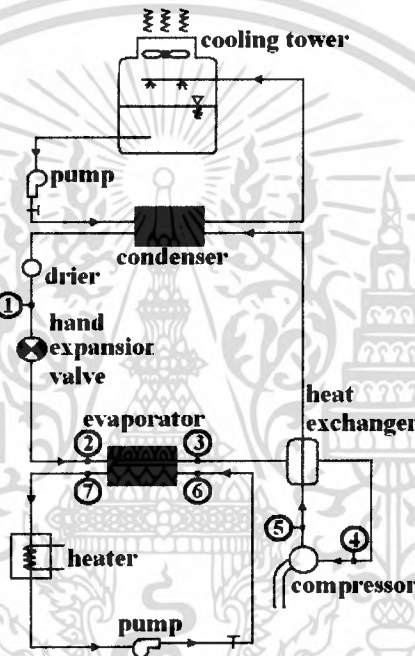 cooling tower
pump
condenser
drier
1
hand
expansion
valve
heat
exchanger
evaporator
2
3
7
6
5
4
heater
compressor
pump